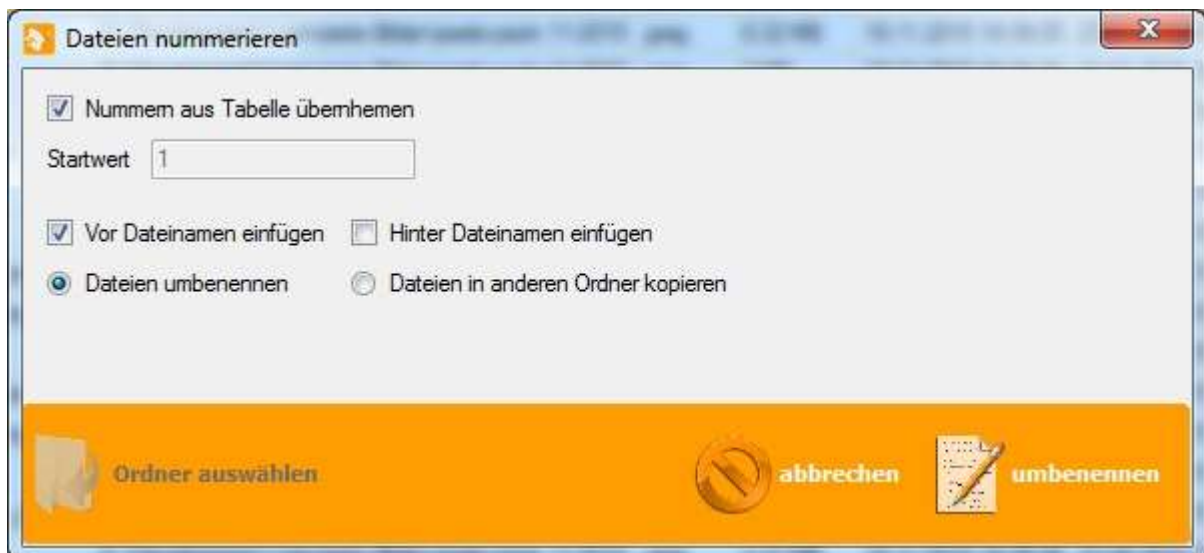 Dateien nummerieren
Nummern aus Tabelle übernhemen
Startwert 1
Vor Dateinamen einfügen Hinter Dateinamen einfügen
Dateien umbenennen Dateien in anderen Ordner kopieren
Ordner auswählen abbrechen umbenennen